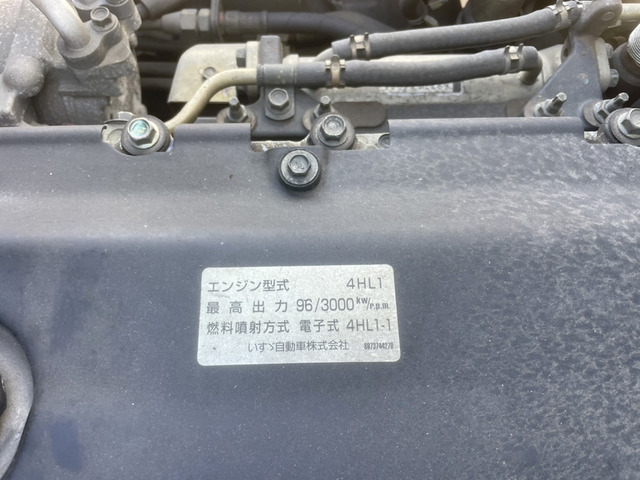 エンジン型式 4HL1
最高出力 96/3000 kW/r.p.m
燃料噴射方式 電子式 4HL1-1
いすゞ自動車株式会社